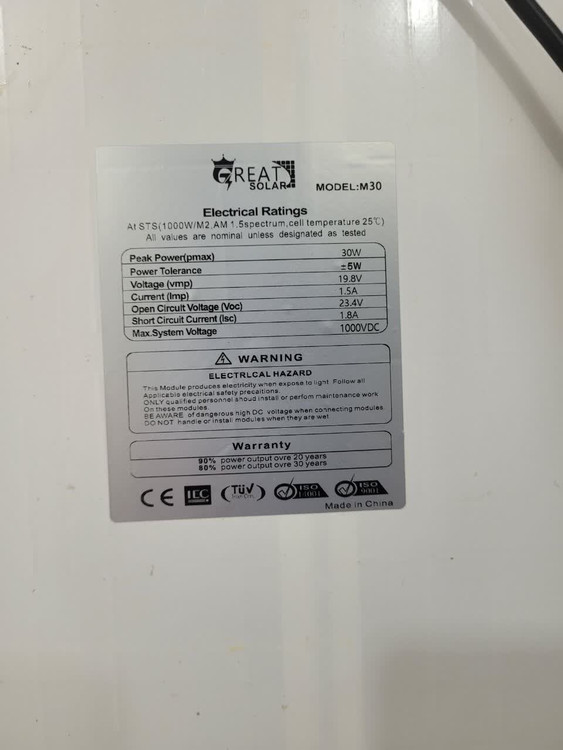 GREAT
SOLAR
MODEL:M30
Electrical Ratings
At STS(1000W/M2,AM 1.5spectrum,cell temperature 25℃)
All values are nominal unless designated as tested
Peak Power(pmax) 30W
Power Tolerance ±5W
Voltage (vmp) 19.8V
Current (Imp) 1.5A
Open Circuit Voltage (Voc) 23.4V
Short Circuit Current (Isc) 1.8A
Max.System Voltage 1000VDC
WARNING
ELECTRLCAL HAZARD
This Module produces electricity when expose to light. Follow all
Applicable electrical safety precaitions.
ONLY qualified personnel shoud install or perfom maintenance work
On these modules.
BE AWARE of dangerous high DC voltage when connecting modules.
DO NOT handle or install modules when they are wet.
Warranty
90% power output ovre 20 years
80% power output ovre 30 years
CE IEC TÜV ISO 14001 ISO 9001
Made in China